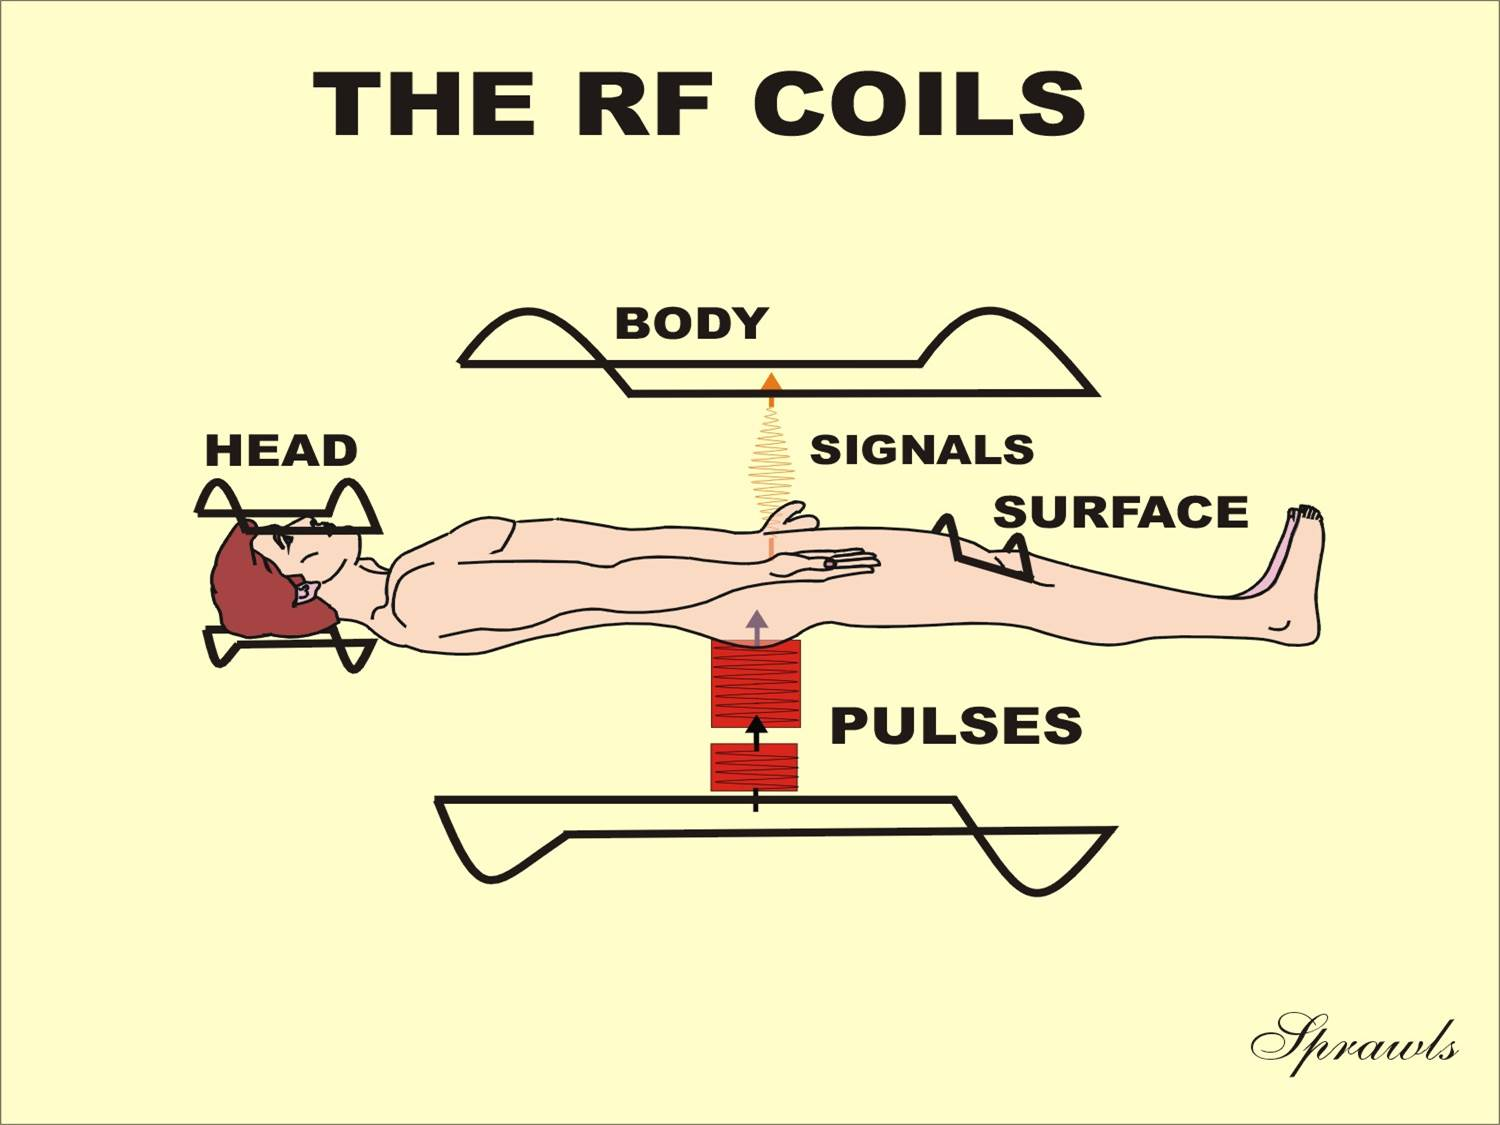 THE RF COILS
BODY
HEAD
SIGNALS
SURFACE
PULSES
Sprawls